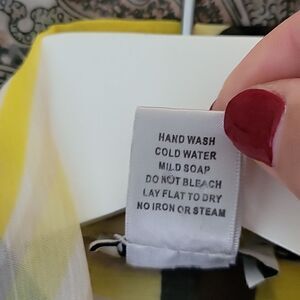 HAND WASH
COLD WATER
MILD SOAP
DO NOT BLEACH
LAY FLAT TO DRY
NO IRON OR STEAM